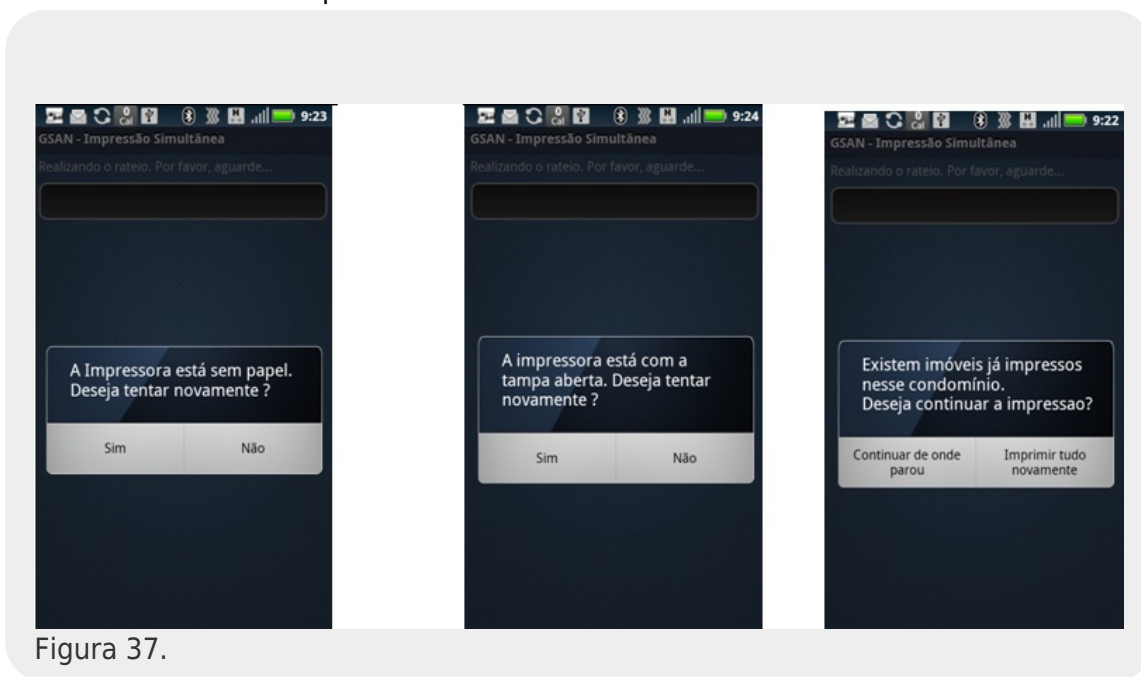 9:23
GSAN - Impressão Simultânea
Realizando o rateio. Por favor, aguarde...
A Impressora está sem papel.
Deseja tentar novamente ?
Sim
Não
9:24
GSAN - Impressão Simultânea
Realizando o rateio. Por favor, aguarde...
A impressora está com a
tampa aberta. Deseja tentar
novamente ?
Sim
Não
9:22
GSAN - Impressão Simultânea
Realizando o rateio. Por favor, aguarde...
Existem imóveis já impressos
nesse condomínio.
Deseja continuar a impressao?
Continuar de onde
parou
Imprimir tudo
novamente
Figura 37.